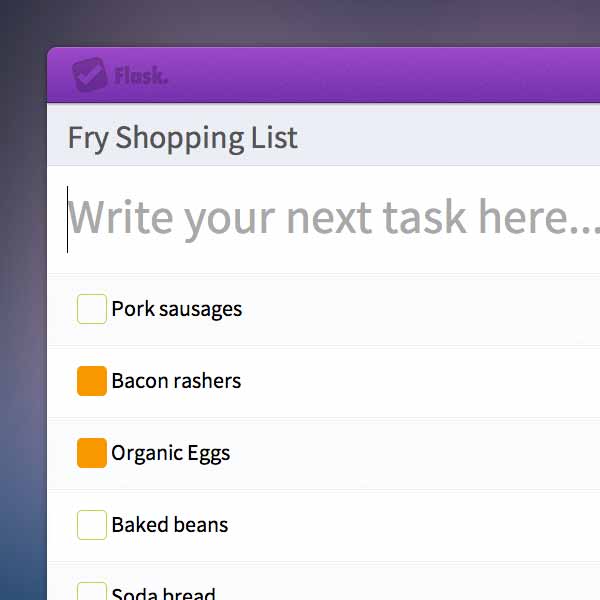 Flask.
Fry Shopping List
Write your next task here...
Pork sausages
Bacon rashers
Organic Eggs
Baked beans
Soda bread